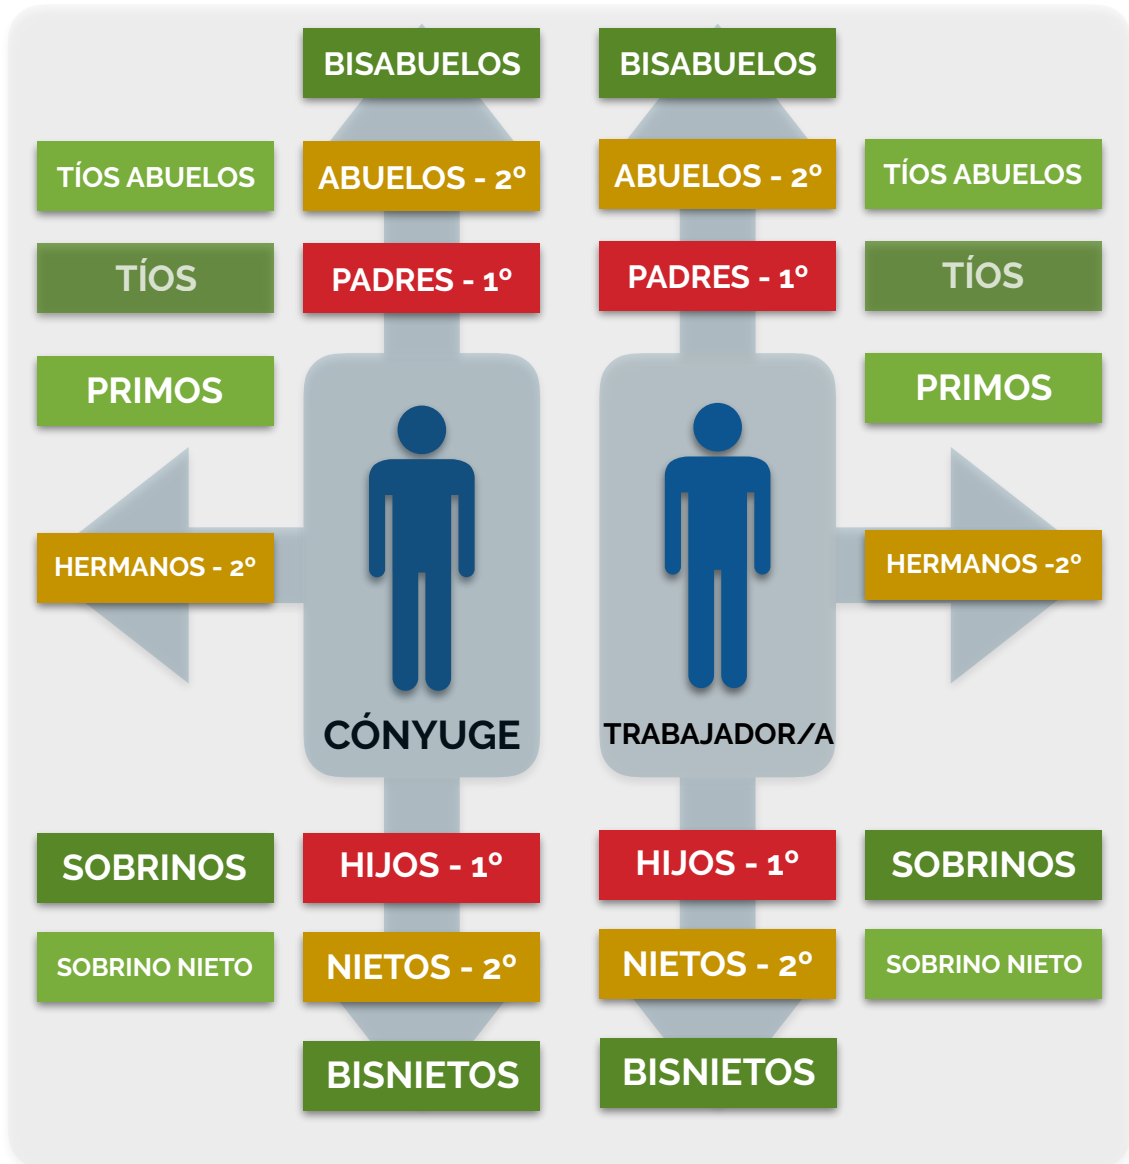 BISABUELOS
BISABUELOS
TÍOS ABUELOS
ABUELOS - 2º
ABUELOS - 2º
TÍOS ABUELOS
TÍOS
PADRES - 1º
PADRES - 1º
TÍOS
PRIMOS
PRIMOS
HERMANOS - 2º
HERMANOS -2º
CÓNYUGE
TRABAJADOR/A
SOBRINOS
HIJOS - 1º
HIJOS - 1º
SOBRINOS
SOBRINO NIETO
NIETOS - 2º
NIETOS - 2º
SOBRINO NIETO
BISNIETOS
BISNIETOS